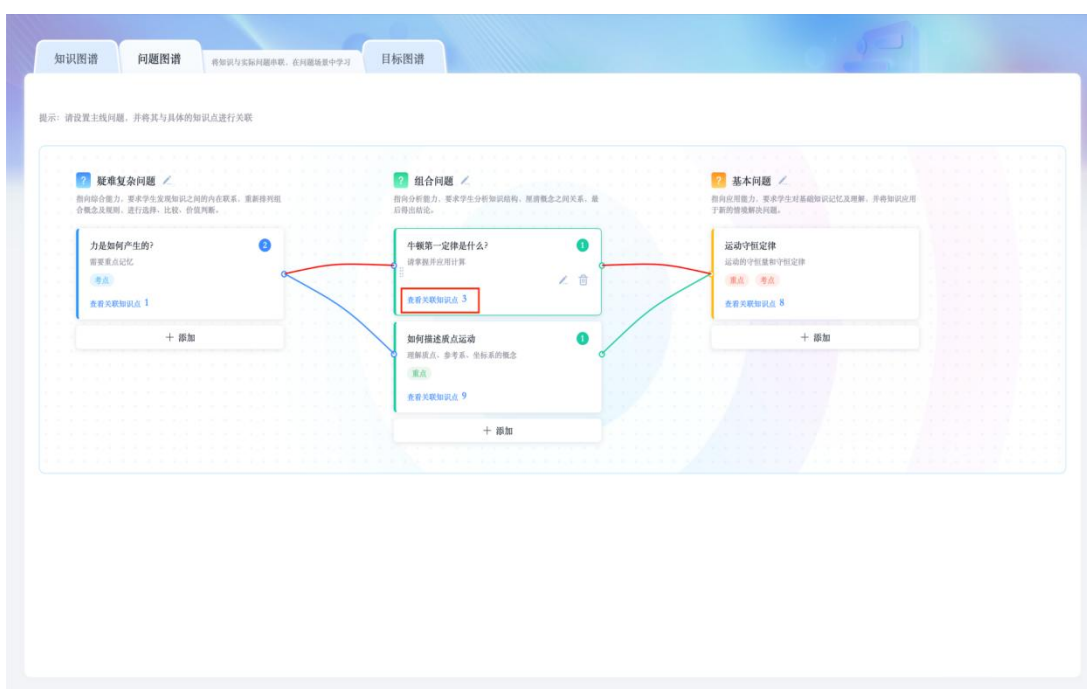 知识图谱
问题图谱
将知识与实际问题串联，在问题场景中学习
目标图谱
提示：请设置主线问题，并将其与具体的知识点进行关联
? 疑难复杂问题
指向综合能力，要求学生发现知识之间的内在联系，重新排列组
合概念及规则，进行选择、比较、价值判断。
力是如何产生的?
2
需要重点记忆
考点
查看关联知识点 1
+ 添加
? 组合问题
指向分析能力，要求学生分析知识结构，厘清概念之间关系，最
后得出结论。
牛顿第一定律是什么?
1
请掌握并应用计算
查看关联知识点 3
如何描述质点运动
1
理解质点、参考系、坐标系的概念
重点
查看关联知识点 9
+ 添加
? 基本问题
指向应用能力，要求学生对基础知识记忆及理解，并将知识应用
于新的情境解决问题。
运动守恒定律
运动的守恒量和守恒定律
重点 考点
查看关联知识点 8
+ 添加